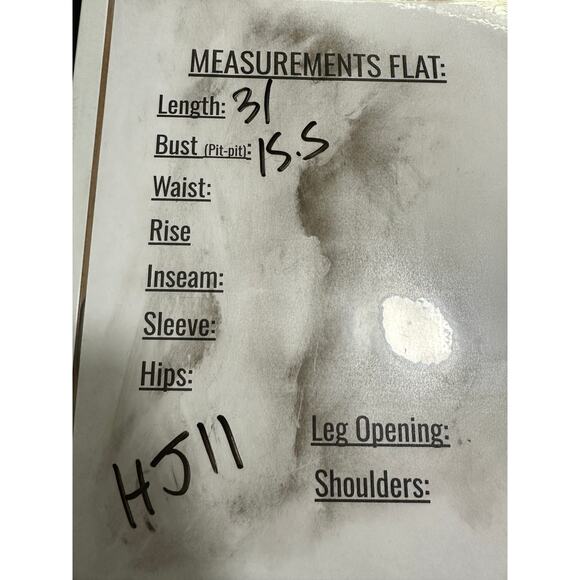 MEASUREMENTS FLAT:
Length: 31
Bust (Pit-pit): 15.5
Waist:
Rise
Inseam:
Sleeve:
Hips:
Leg Opening:
Shoulders:
HJ11